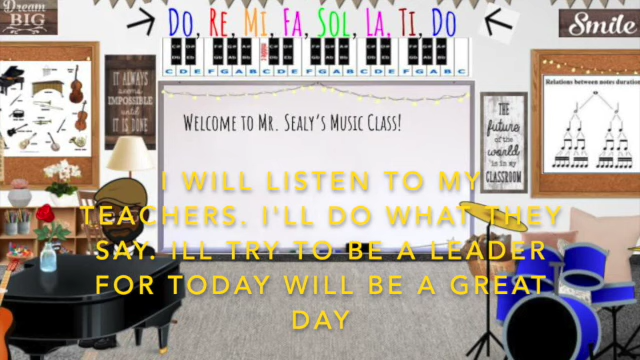 Dream
BIG
Do, Re, Mi, Fa, Sol, La, Ti, Do
Smile
C D E F G A B C D E F G A B C D E F G A B C
Relations between notes duration
IT ALWAYS
seems
IMPOSSIBLE
until
IT IS DONE
Welcome to Mr. Sealy's Music Class!
THE
future
of the
world
is in my
CLASSROOM
I WILL LISTEN TO MY
TEACHERS. I'LL DO WHAT THEY
SAY. ILL TRY TO BE A LEADER
FOR TODAY WILL BE A GREAT
DAY